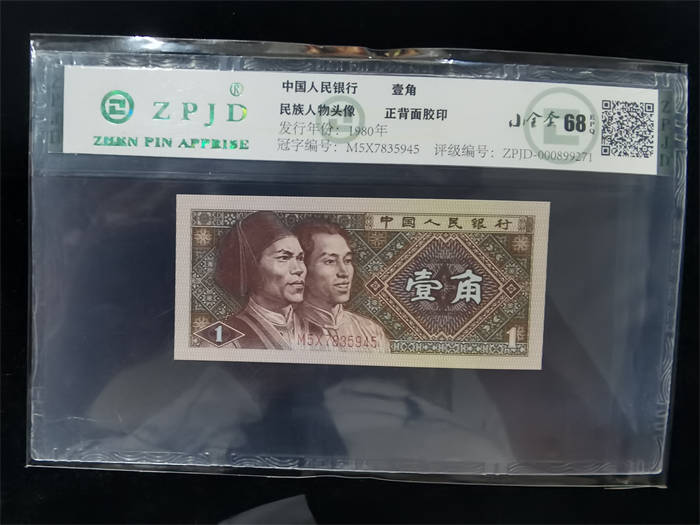 中国人民银行 壹角
ZPJD®
ZHEN PIN APPRISE
民族人物头像 正背面胶印
发行年份：1980年
冠字编号：M5X7835945 评级编号：ZPJD-000899271
68 EPQ
ZPJD
中国人民银行
壹角
1
M5X7835945
1